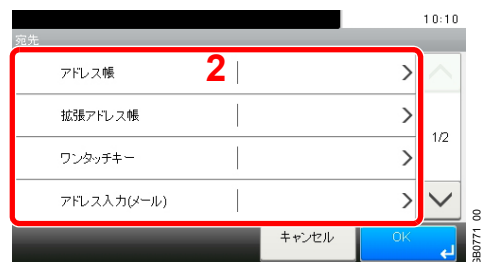 10:10
宛先
アドレス帳
2
拡張アドレス帳
ワンタッチキー
アドレス入力(メール)
1/2
キャンセル
OK
GB0771 00